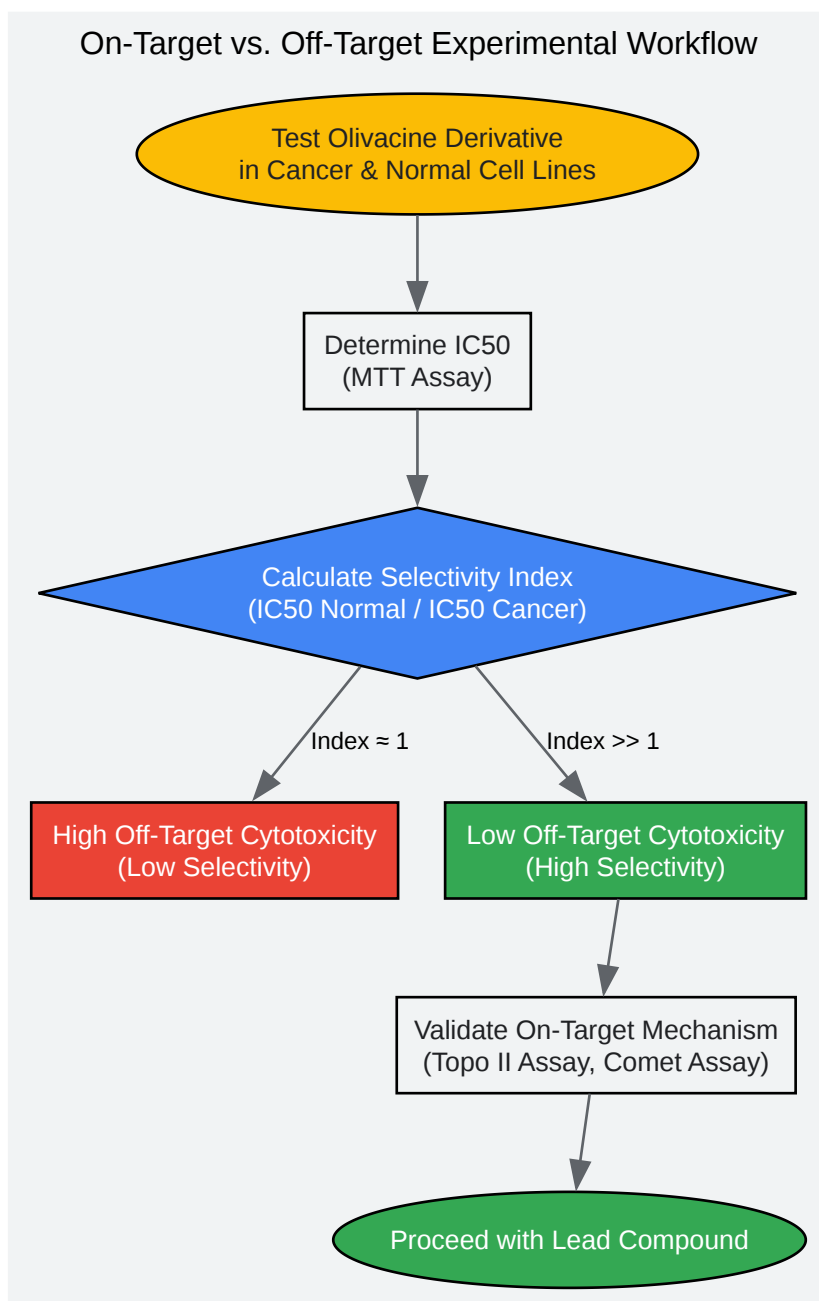 On-Target vs. Off-Target Experimental Workflow
Test Olivacine Derivative
in Cancer & Normal Cell Lines
Determine IC50
(MTT Assay)
Calculate Selectivity Index
(IC50 Normal / IC50 Cancer)
Index ≈ 1
Index >> 1
High Off-Target Cytotoxicity
(Low Selectivity)
Low Off-Target Cytotoxicity
(High Selectivity)
Validate On-Target Mechanism
(Topo II Assay, Comet Assay)
Proceed with Lead Compound